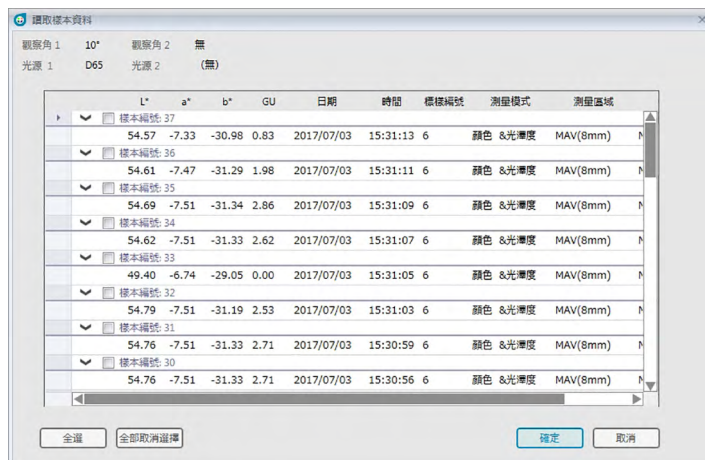 讀取樣本資料
觀察角 1 10° 觀察角 2 無
光源 1 D65 光源 2 (無)
L* a* b* GU 日期 時間 標樣編號 測量模式 測量區域
樣本編號: 37
54.57 -7.33 -30.98 0.83 2017/07/03 15:31:13 6 顏色 &光澤度 MAV(8mm)
樣本編號: 36
54.61 -7.47 -31.29 1.98 2017/07/03 15:31:11 6 顏色 &光澤度 MAV(8mm)
樣本編號: 35
54.69 -7.51 -31.34 2.86 2017/07/03 15:31:09 6 顏色 &光澤度 MAV(8mm)
樣本編號: 34
54.62 -7.51 -31.33 2.62 2017/07/03 15:31:07 6 顏色 &光澤度 MAV(8mm)
樣本編號: 33
49.40 -6.74 -29.05 0.00 2017/07/03 15:31:05 6 顏色 &光澤度 MAV(8mm)
樣本編號: 32
54.79 -7.51 -31.19 2.53 2017/07/03 15:31:03 6 顏色 &光澤度 MAV(8mm)
樣本編號: 31
54.76 -7.51 -31.33 2.71 2017/07/03 15:30:59 6 顏色 &光澤度 MAV(8mm)
樣本編號: 30
54.76 -7.51 -31.33 2.71 2017/07/03 15:30:56 6 顏色 &光澤度 MAV(8mm)
全選 全部取消選擇 確定 取消